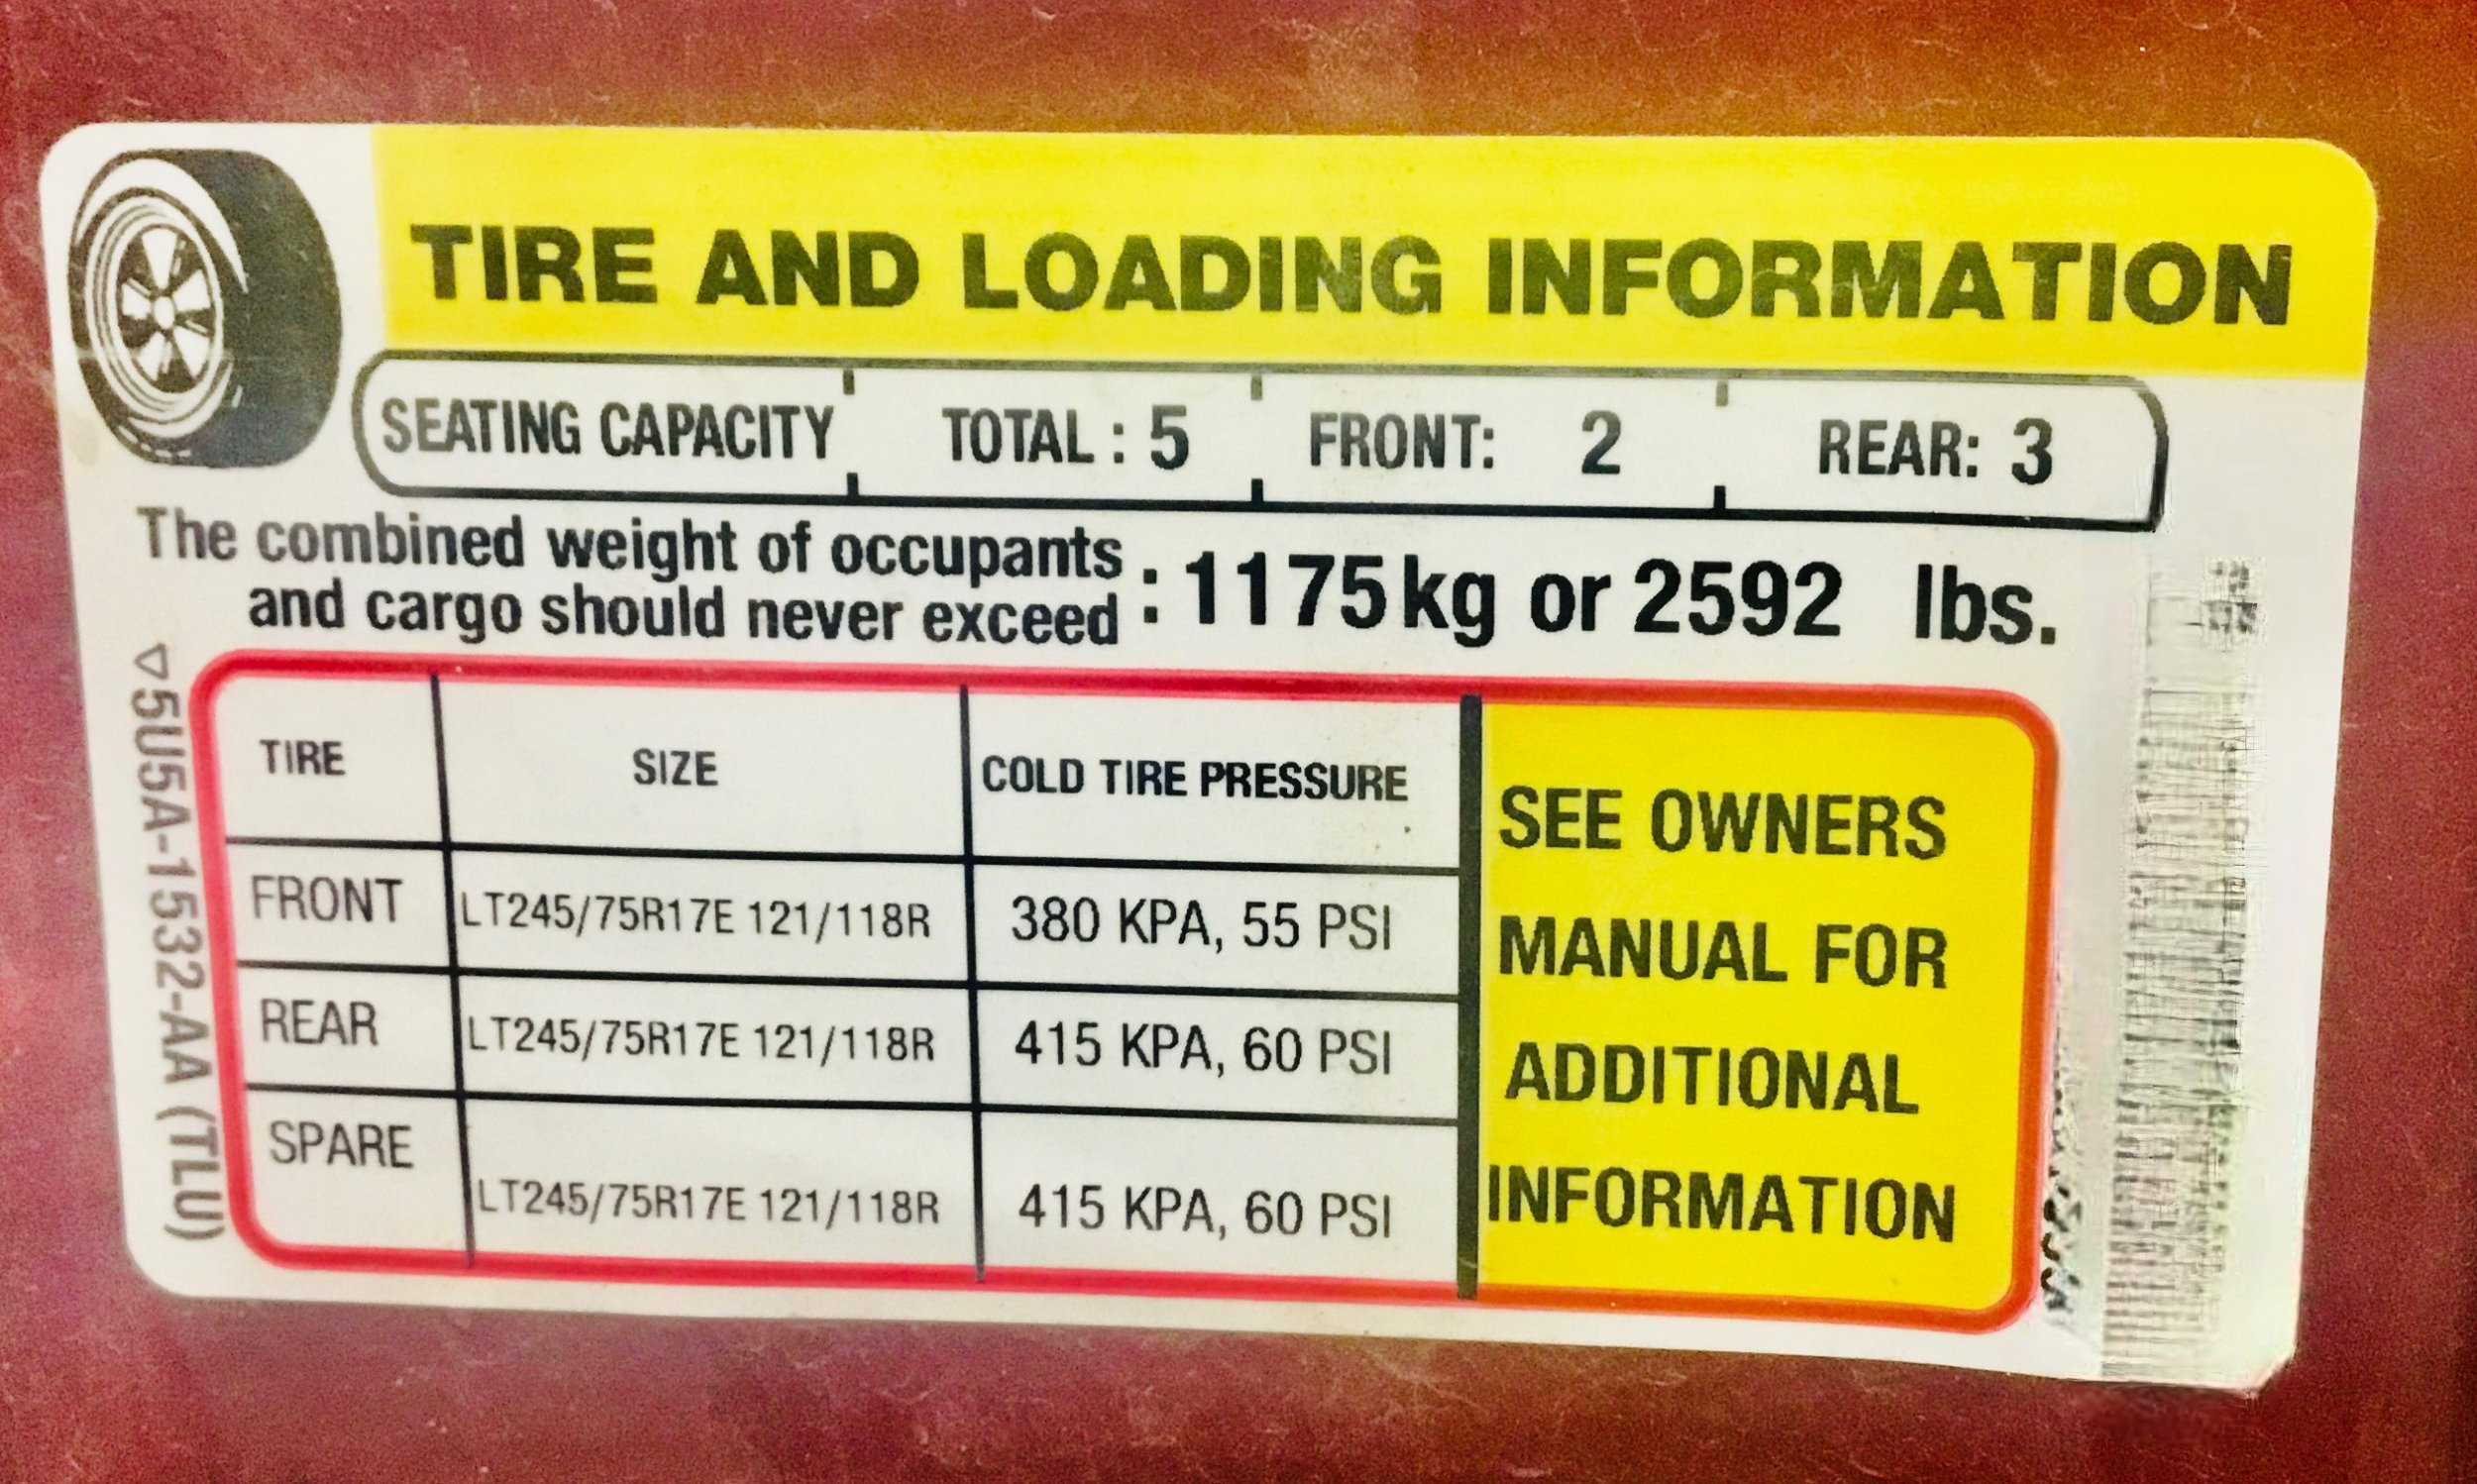 TIRE AND LOADING INFORMATION
SEATING CAPACITY TOTAL : 5 FRONT: 2 REAR: 3
The combined weight of occupants
and cargo should never exceed : 1175 kg or 2592 lbs.
TIRE SIZE COLD TIRE PRESSURE
FRONT LT245/75R17E 121/118R 380 KPA, 55 PSI
REAR LT245/75R17E 121/118R 415 KPA, 60 PSI
SPARE LT245/75R17E 121/118R 415 KPA, 60 PSI
SEE OWNERS
MANUAL FOR
ADDITIONAL
INFORMATION
▽5U5A-1532-AA (TLU)